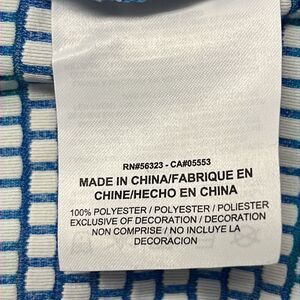 RN#56323 - CA#05553
MADE IN CHINA/FABRIQUE EN
CHINE/HECHO EN CHINA
100% POLYESTER / POLYESTER / POLIESTER
EXCLUSIVE OF DECORATION / DECORATION
NON COMPRISE / NO INCLUYE LA
DECORACION